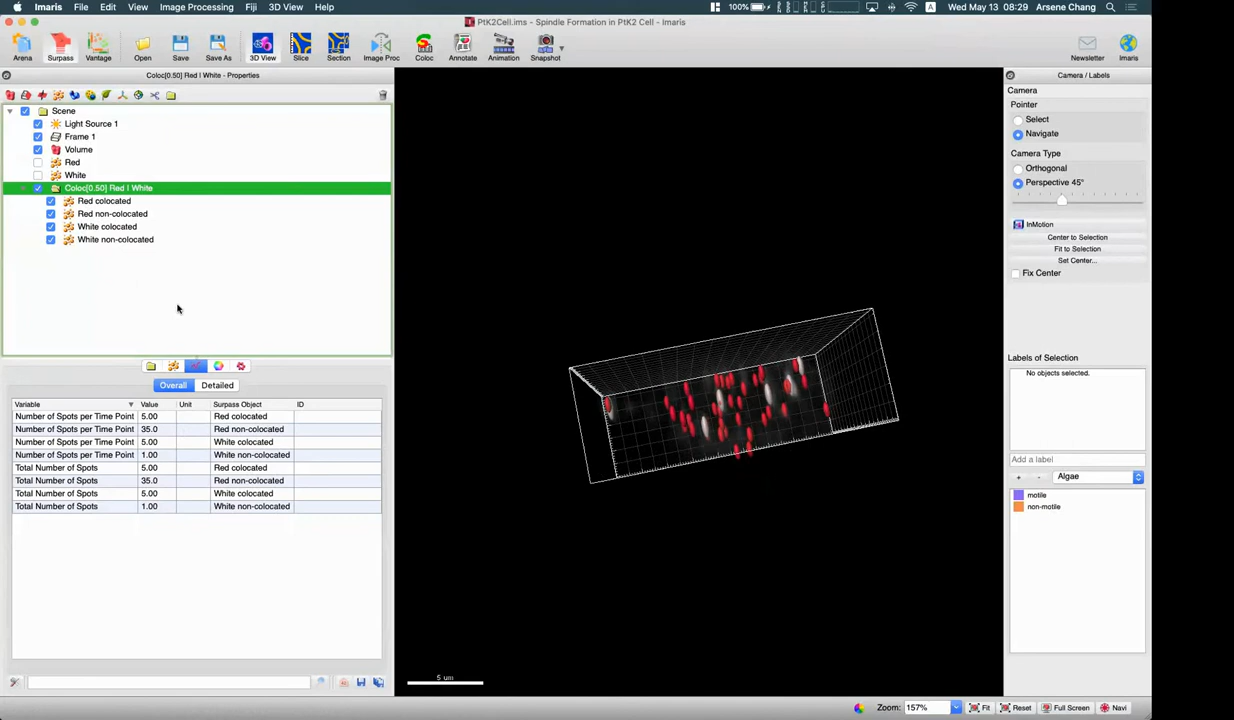 Imaris File Edit View Image Processing Fiji 3D View Help 100% A Wed May 13 08:29 Arsene Chang
PtK2Cell.ims - Spindle Formation in PtK2 Cell - Imaris
Arena Surpass Vantage Open Save Save As 3D View Slice Section Image Proc Coloc Annotate Animation Snapshot Newsletter Imaris
Coloc[0.50] Red | White - Properties
Scene
Light Source 1
Frame 1
Volume
Red
White
Coloc[0.50] Red | White
Red colocated
Red non-colocated
White colocated
White non-colocated
Overall Detailed
Variable Value Unit Surpass Object ID
Number of Spots per Time Point 5.00 Red colocated
Number of Spots per Time Point 35.0 Red non-colocated
Number of Spots per Time Point 5.00 White colocated
Number of Spots per Time Point 1.00 White non-colocated
Total Number of Spots 5.00 Red colocated
Total Number of Spots 35.0 Red non-colocated
Total Number of Spots 5.00 White colocated
Total Number of Spots 1.00 White non-colocated
5 um
Camera / Labels
Camera
Pointer
Select
Navigate
Camera Type
Orthogonal
Perspective 45°
InMotion
Center to Selection
Fit to Selection
Set Center...
Fix Center
Labels of Selection
No objects selected.
Add a label
+ - Algae
motile
non-motile
Zoom: 157% Fit Reset Full Screen Navi